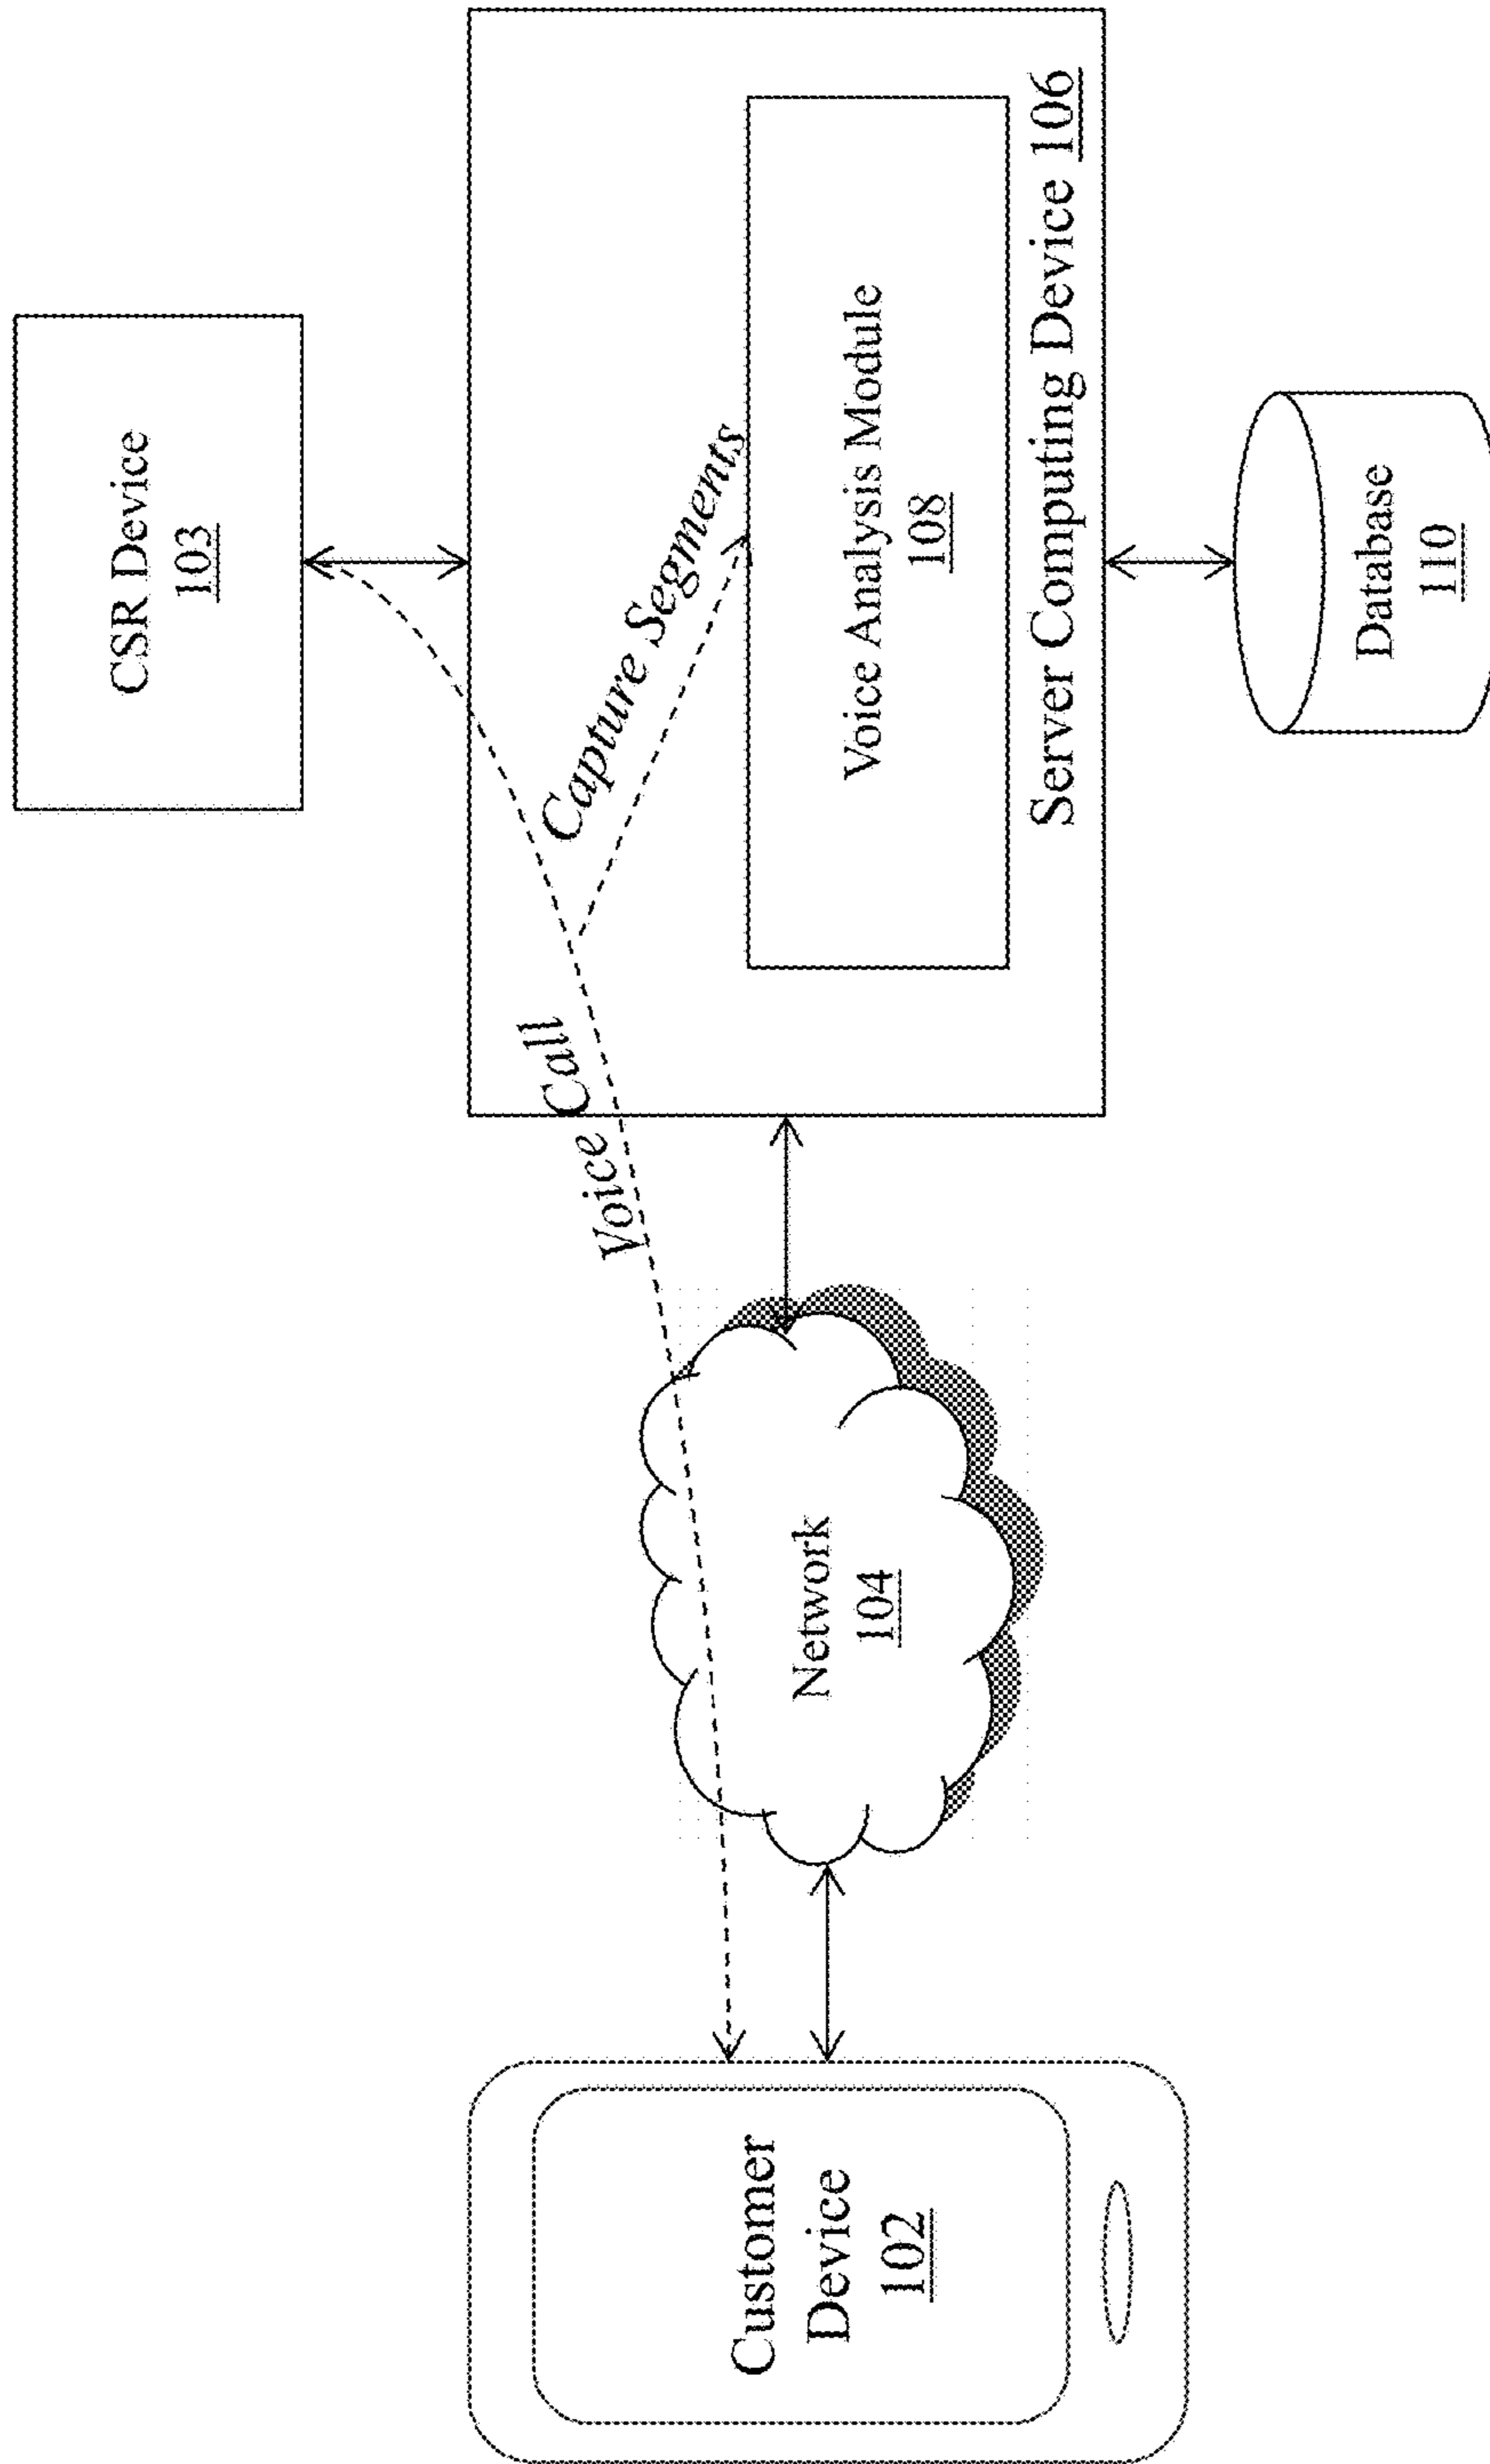 CSR Device
103
Voice Call
Capture Segments
Customer
Device
102
Network
104
Voice Analysis Module
108
Server Computing Device 106
Database
110